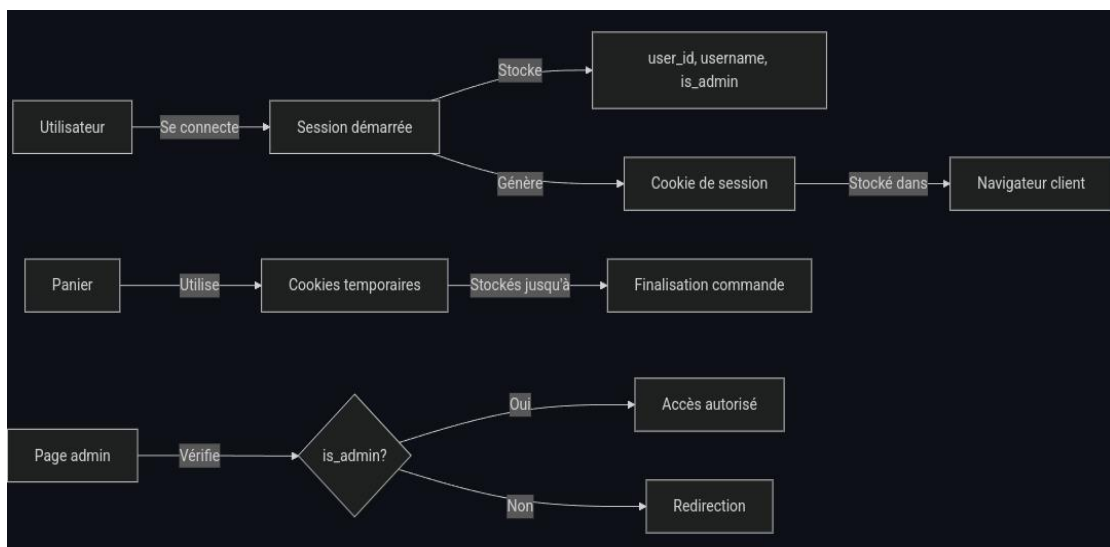 Utilisateur
Se connecte
Session démarrée
Stocke
user_id, username,
is_admin
Génère
Cookie de session
Stocké dans
Navigateur client
Panier
Utilise
Cookies temporaires
Stockés jusqu'à
Finalisation commande
Page admin
Vérifie
is_admin?
Oui
Accès autorisé
Non
Redirection